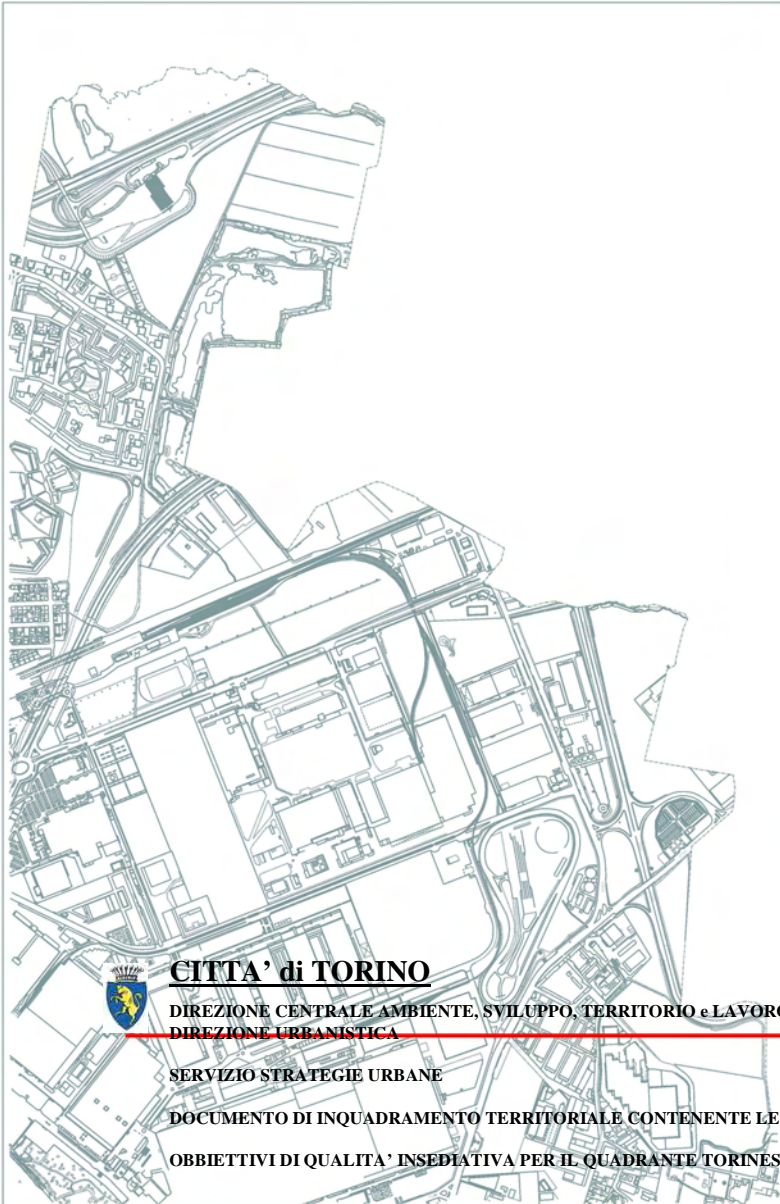 CITTA’ di TORINO
DIREZIONE CENTRALE AMBIENTE, SVILUPPO, TERRITORIO e LAVORO
DIREZIONE URBANISTICA
SERVIZIO STRATEGIE URBANE
DOCUMENTO DI INQUADRAMENTO TERRITORIALE CONTENENTE LE
OBBIETTIVI DI QUALITA’ INSEDIATIVA PER IL QUADRANTE TORINES